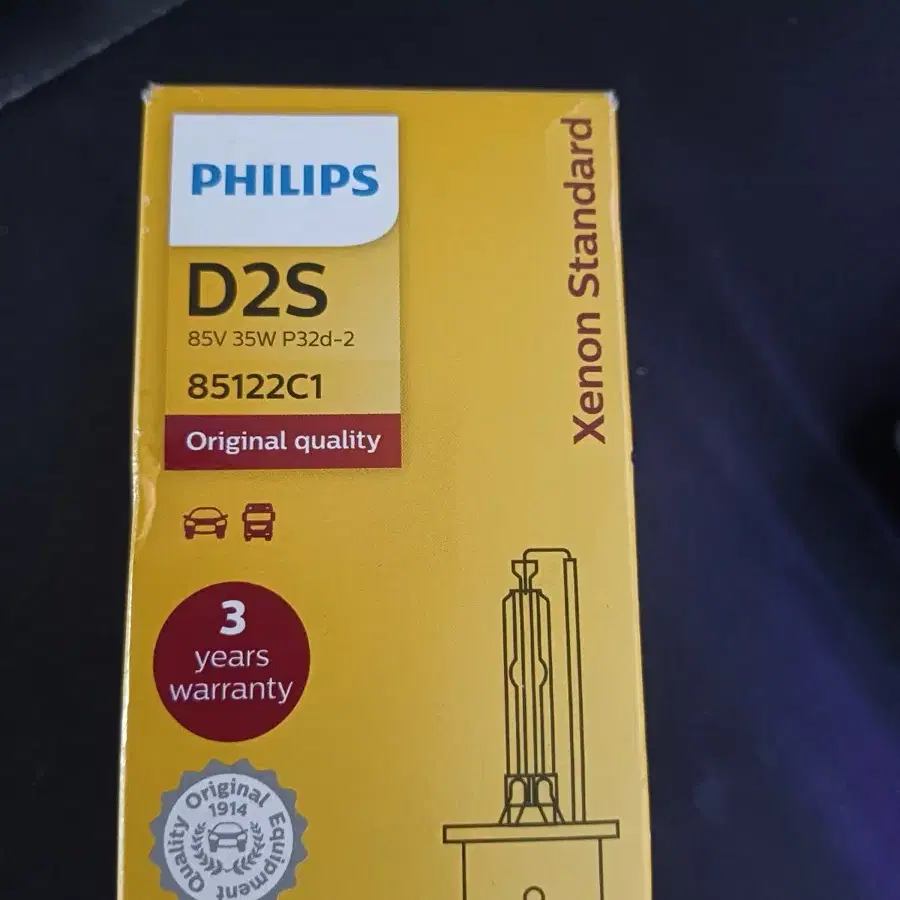 PHILIPS
D2S
85V 35W P32d-2
85122C1
Original quality
Xenon Standard
3
years
warranty
Original
1914
Equipment
Quality